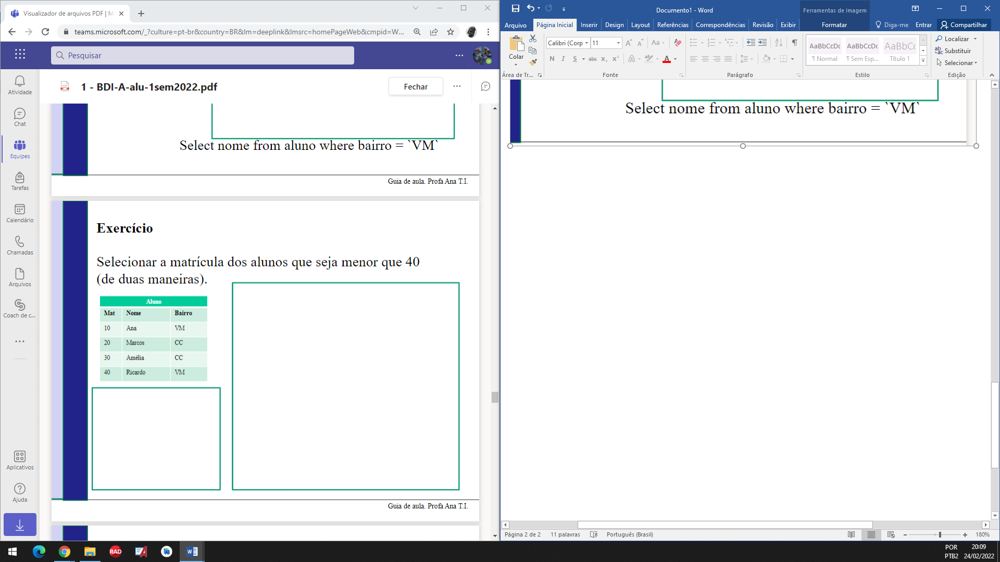 Visualizador de arquivos PDF | M
teams.microsoft.com/_?culture=pt-br&country=BR&lm=deeplink&lmsrc=homePageWeb&cmpid=W...
Pesquisar
Atividade
Chat
Equipes
Tarefas
Calendário
Chamadas
Arquivos
Coach de c...
Aplicativos
Ajuda
1 - BDI-A-alu-1sem2022.pdf
Fechar
Select nome from aluno where bairro = `VM`
Guia de aula. Profa Ana T.I.
Exercício
Selecionar a matrícula dos alunos que seja menor que 40
(de duas maneiras).
Aluno
Mat Nome Bairro
10 Ana VM
20 Marcos CC
30 Amélia CC
40 Ricardo VM
Guia de aula. Profa Ana T.I.
Documento1 - Word
Ferramentas de Imagem
Arquivo Página Inicial Inserir Design Layout Referências Correspondências Revisão Exibir Formatar Diga-me Entrar Compartilhar
Colar
Calibri (Corp 11
Aa
N I S abc x₂ x² A
AaBbCcDc AaBbCcDc AaBbCc
¶ Normal ¶ Sem Esp... Título 1
Localizar
Substituir
Selecionar
Área de Tr... Fonte Parágrafo Estilo Edição
Select nome from aluno where bairro = `VM`
Página 2 de 2 11 palavras Português (Brasil) 180%
RAD
POR
PTB2
20:09
24/02/2022